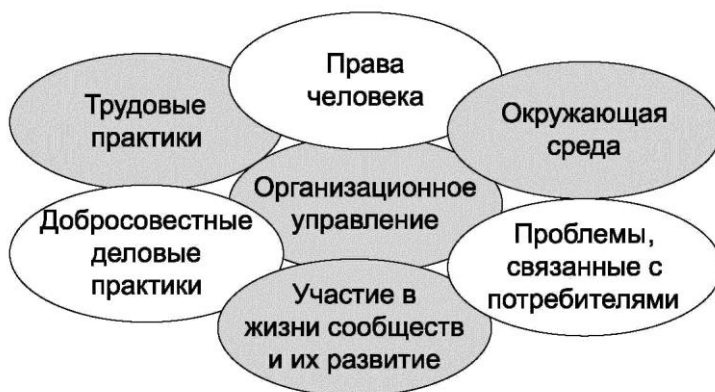 Права
человека
Трудовые
практики
Окружающая
среда
Организационное
управление
Добросовестные
деловые
практики
Проблемы,
связанные с
потребителями
Участие в
жизни сообществ
и их развитие